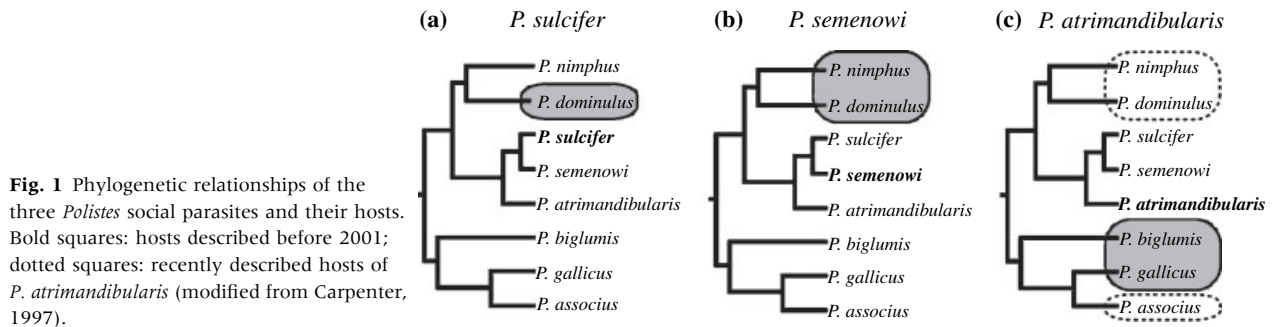 (a) P. sulcifer
P. nimphus
P. dominulus
P. sulcifer
P. semenowi
P. atrimandibularis
P. biglumis
P. gallicus
P. associus
(b) P. semenowi
P. nimphus
P. dominulus
P. sulcifer
P. semenowi
P. atrimandibularis
P. biglumis
P. gallicus
P. associus
(c) P. atrimandibularis
P. nimphus
P. dominulus
P. sulcifer
P. semenowi
P. atrimandibularis
P. biglumis
P. gallicus
P. associus
Fig. 1 Phylogenetic relationships of the
three Polistes social parasites and their hosts.
Bold squares: hosts described before 2001;
dotted squares: recently described hosts of
P. atrimandibularis (modified from Carpenter,
1997).